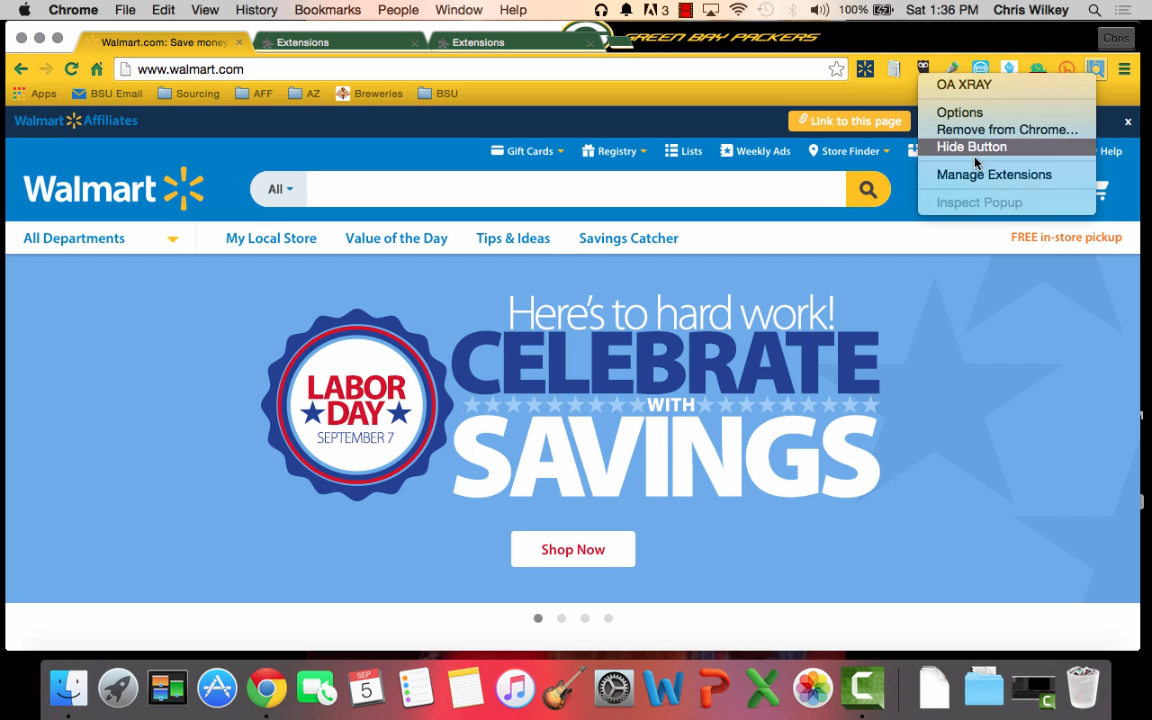 Chrome File Edit View History Bookmarks People Window Help 3 100% Sat 1:36 PM Chris Wilkey
Walmart.com: Save money Extensions Extensions GREEN BAY PACKERS Chris
www.walmart.com
Apps BSU Email Sourcing AFF AZ Breweries BSU
OA XRAY
Options
Remove from Chrome...
Hide Button
Manage Extensions
Inspect Popup
Walmart Affiliates Link to this page x
Gift Cards Registry Lists Weekly Ads Store Finder Help
Walmart All
All Departments My Local Store Value of the Day Tips & Ideas Savings Catcher FREE in-store pickup
Here's to hard work!
CELEBRATE
WITH
SAVINGS
LABOR
DAY
SEPTEMBER 7
Shop Now
SEP
5